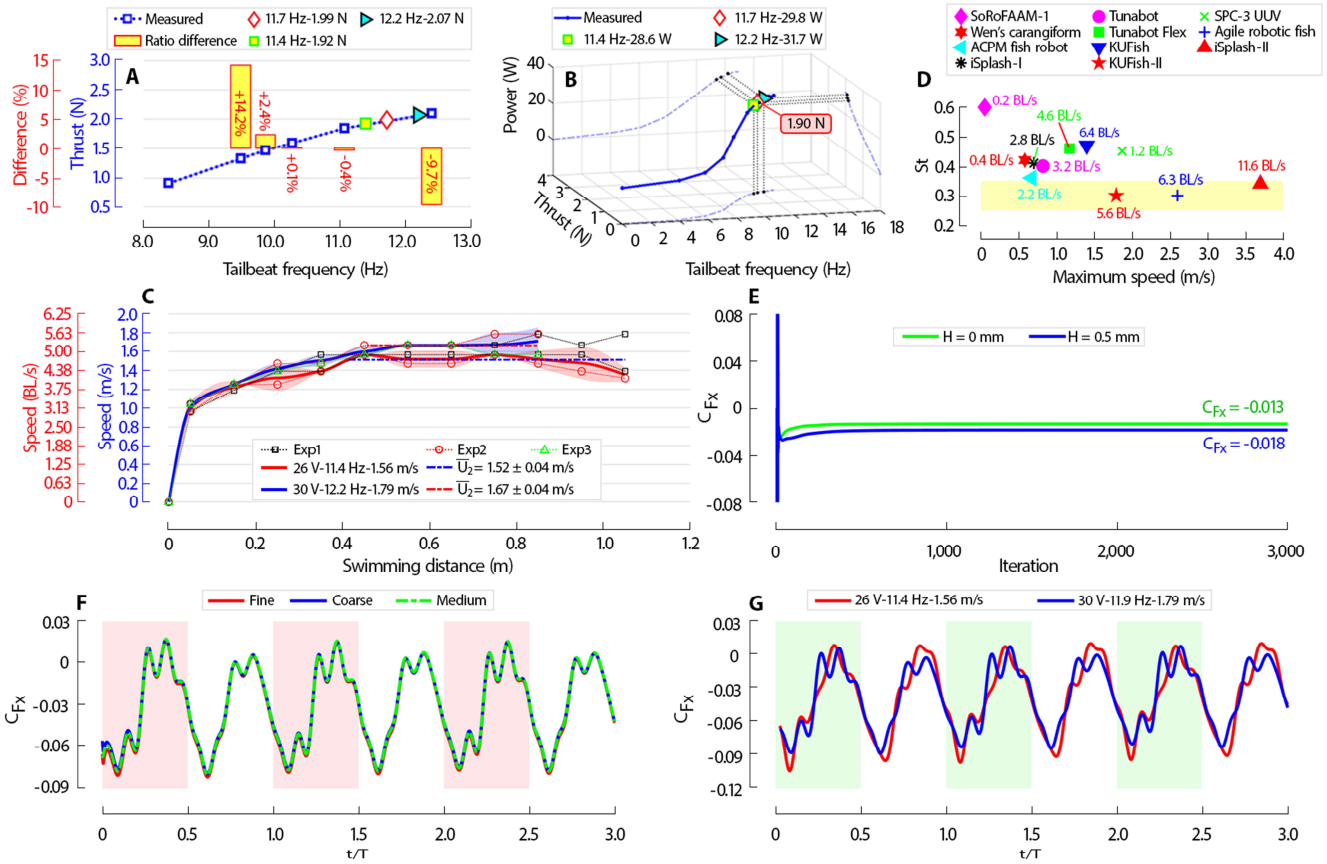 Measured
11.7 Hz-1.99 N
12.2 Hz-2.07 N
Ratio difference
11.4 Hz-1.92 N
A
Difference (%)
10
5
0
-5
-10
Thrust (N)
3.0
2.5
2.0
1.5
1.0
0.5
+14.2%
+2.4%
+0.1%
-9.4%
-9.7%
8.0
9.0
10.0
11.0
12.0
13.0
Tailbeat frequency (Hz)
Measured
11.7 Hz-29.8 W
11.4 Hz-28.6 W
12.2 Hz-31.7 W
B
Power (W)
40
20
0
1.90 N
Thrust (N)
4
3
2
1
0
0
2
4
6
8
10
12
14
16
18
Tailbeat frequency (Hz)
SoRoFAAM-1
Tunabot
SPC-3 UUV
Wen's carangiform
Tunabot Flex
Agile robotic fish
ACPM fish robot
KUFish
iSplash-II
iSplash-I
KUFish-II
D
St
0.6
0.5
0.4
0.3
0.2
0.2 BL/s
4.6 BL/s
2.8 BL/s
6.4 BL/s
1.2 BL/s
0.4 BL/s
3.2 BL/s
2.2 BL/s
6.3 BL/s
11.6 BL/s
5.6 BL/s
0
0.5
1.0
1.5
2.0
2.5
3.0
3.5
4.0
Maximum speed (m/s)
C
Speed (BL/s)
6.25
5.63
5.00
4.38
3.75
3.13
2.50
1.88
1.25
0.63
0
Speed (m/s)
2.0
1.8
1.6
1.4
1.2
1.0
0.8
0.6
0.4
0.2
0
Exp1
Exp2
Exp3
26 V-11.4 Hz-1.56 m/s
U̅2 = 1.52 ± 0.04 m/s
30 V-12.2 Hz-1.79 m/s
U̅2 = 1.67 ± 0.04 m/s
0
0.2
0.4
0.6
0.8
1.0
1.2
Swimming distance (m)
E
CFx
0.08
0.04
0
-0.04
-0.08
H = 0 mm
H = 0.5 mm
CFx = -0.013
CFx = -0.018
0
1,000
2,000
3,000
Iteration
F
Fine
Coarse
Medium
CFx
0.03
0
-0.03
-0.06
-0.09
0
0.5
1.0
1.5
2.0
2.5
3.0
t/T
G
26 V-11.4 Hz-1.56 m/s
30 V-11.9 Hz-1.79 m/s
CFx
0.03
0
-0.03
-0.06
-0.09
-0.12
0
0.5
1.0
1.5
2.0
2.5
3.0
t/T